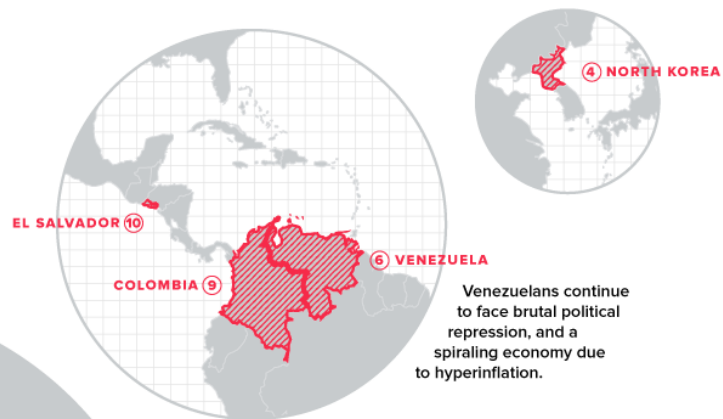 ④ NORTH KOREA
EL SALVADOR ⑩
⑥ VENEZUELA
COLOMBIA ⑨
Venezuelans continue
to face brutal political
repression, and a
spiraling economy due
to hyperinflation.